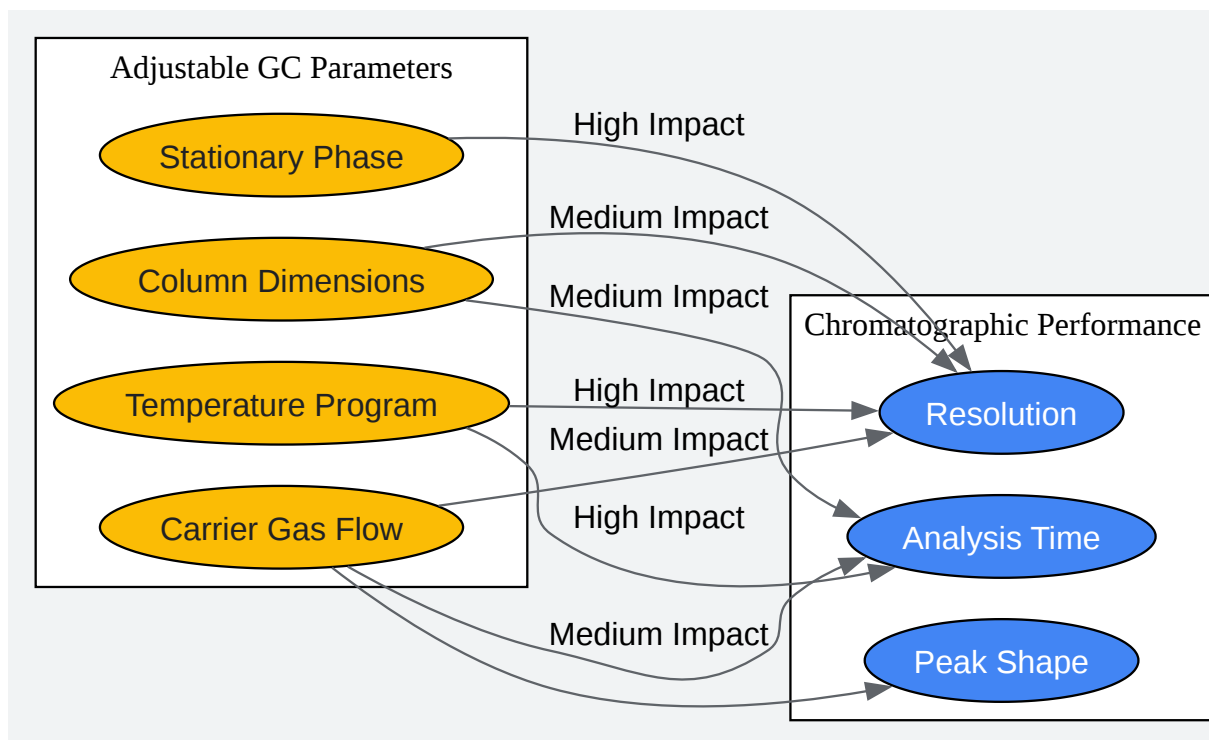 Adjustable GC Parameters
Stationary Phase
Column Dimensions
Temperature Program
Carrier Gas Flow
High Impact
Medium Impact
Medium Impact
High Impact
Medium Impact
High Impact
Medium Impact
Chromatographic Performance
Resolution
Analysis Time
Peak Shape